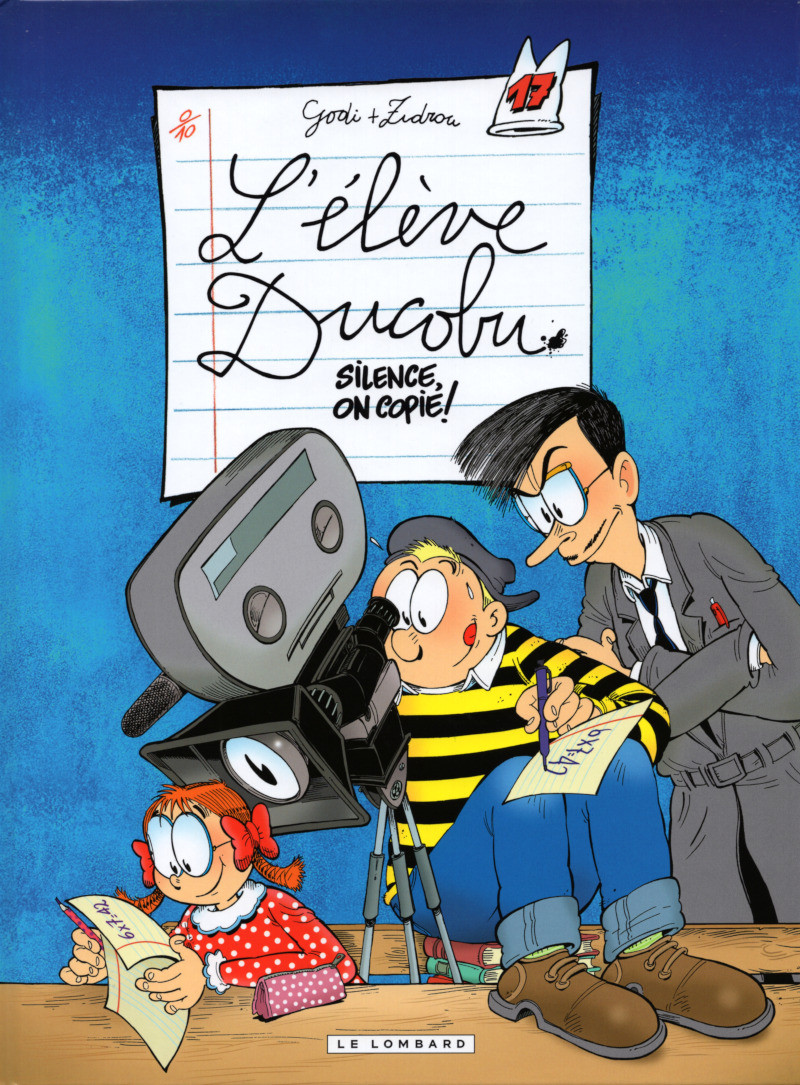 0/10
Godi + Zidrou
17
L'élève
Ducobu.
SILENCE,
ON COPIE!
6x7=42
6x7=42
LE LOMBARD